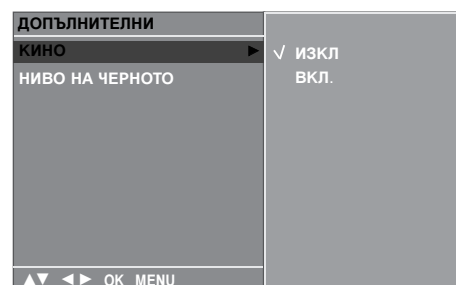 ДОПЪЛНИТЕЛНИ
КИНО ►
НИВО НА ЧЕРНОТО
√ ИЗКЛ
ВКЛ.
▲▼ ◄► OK MENU